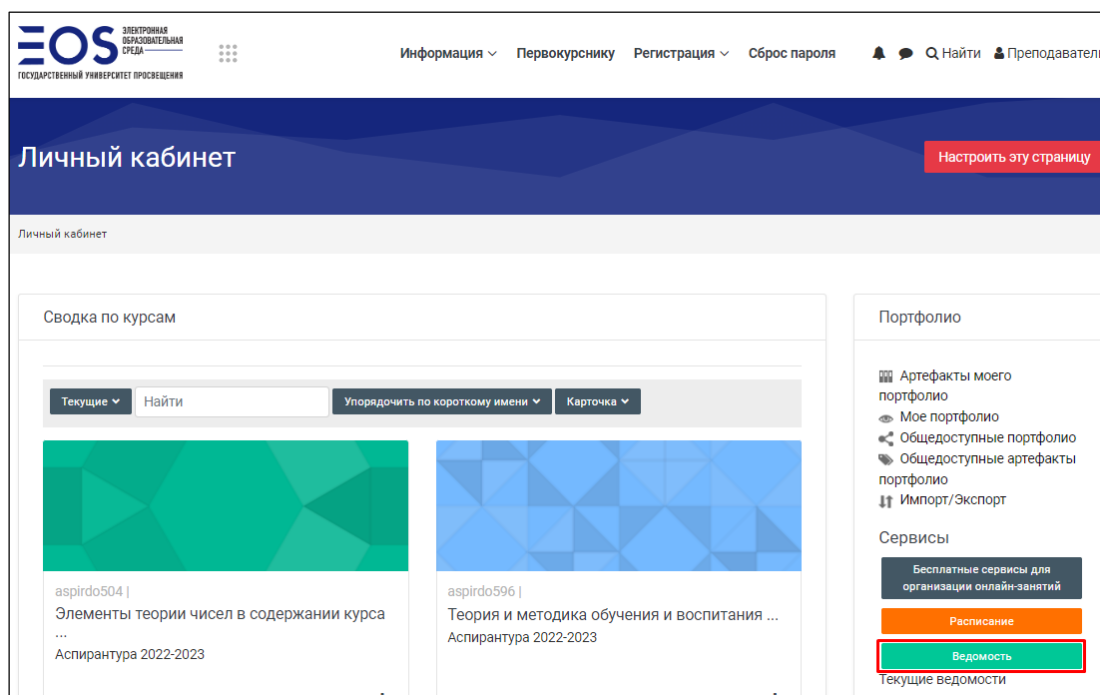 EOS ЭЛЕКТРОННАЯ
ОБРАЗОВАТЕЛЬНАЯ
СРЕДА
ГОСУДАРСТВЕННЫЙ УНИВЕРСИТЕТ ПРОСВЕЩЕНИЯ
Информация Первокурснику Регистрация Сброс пароля Найти Преподаватель
Личный кабинет
Настроить эту страницу
Личный кабинет
Сводка по курсам
Текущие Найти Упорядочить по короткому имени Карточка
aspirdo504 |
Элементы теории чисел в содержании курса
...
Аспирантура 2022-2023
aspirdo596 |
Теория и методика обучения и воспитания ...
Аспирантура 2022-2023
Портфолио
Артефакты моего
портфолио
Мое портфолио
Общедоступные портфолио
Общедоступные артефакты
портфолио
Импорт/Экспорт
Сервисы
Бесплатные сервисы для
организации онлайн-занятий
Расписание
Ведомость
Текущие ведомости